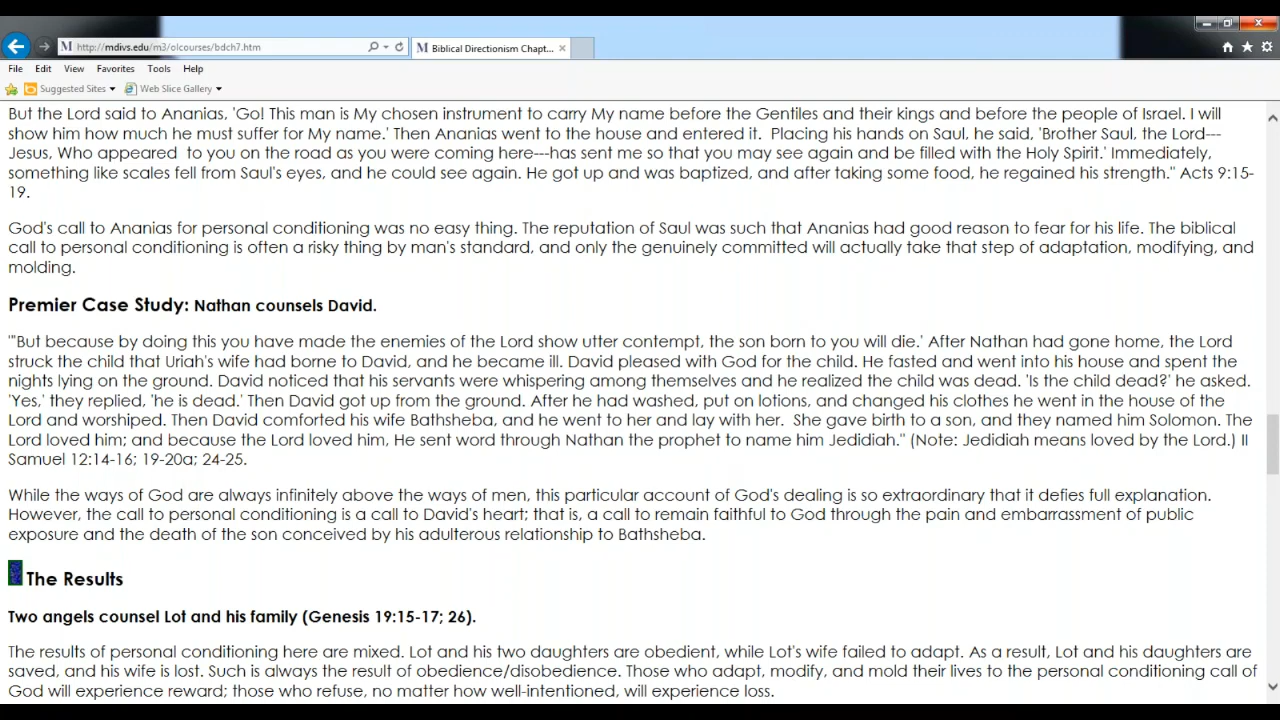 http://mdivs.edu/m3/olcourses/bdch7.htm
M Biblical Directionism Chapt...
File Edit View Favorites Tools Help
Suggested Sites Web Slice Gallery
But the Lord said to Ananias, 'Go! This man is My chosen instrument to carry My name before the Gentiles and their kings and before the people of Israel. I will
show him how much he must suffer for My name.' Then Ananias went to the house and entered it. Placing his hands on Saul, he said, 'Brother Saul, the Lord---
Jesus, Who appeared to you on the road as you were coming here---has sent me so that you may see again and be filled with the Holy Spirit.' Immediately,
something like scales fell from Saul's eyes, and he could see again. He got up and was baptized, and after taking some food, he regained his strength." Acts 9:15-
19.
God's call to Ananias for personal conditioning was no easy thing. The reputation of Saul was such that Ananias had good reason to fear for his life. The biblical
call to personal conditioning is often a risky thing by man's standard, and only the genuinely committed will actually take that step of adaptation, modifying, and
molding.
Premier Case Study: Nathan counsels David.
"'But because by doing this you have made the enemies of the Lord show utter contempt, the son born to you will die.' After Nathan had gone home, the Lord
struck the child that Uriah's wife had borne to David, and he became ill. David pleased with God for the child. He fasted and went into his house and spent the
nights lying on the ground. David noticed that his servants were whispering among themselves and he realized the child was dead. 'Is the child dead?' he asked.
'Yes,' they replied, 'he is dead.' Then David got up from the ground. After he had washed, put on lotions, and changed his clothes he went in the house of the
Lord and worshiped. Then David comforted his wife Bathsheba, and he went to her and lay with her. She gave birth to a son, and they named him Solomon. The
Lord loved him; and because the Lord loved him, He sent word through Nathan the prophet to name him Jedidiah." (Note: Jedidiah means loved by the Lord.) II
Samuel 12:14-16; 19-20a; 24-25.
While the ways of God are always infinitely above the ways of men, this particular account of God's dealing is so extraordinary that it defies full explanation.
However, the call to personal conditioning is a call to David's heart; that is, a call to remain faithful to God through the pain and embarrassment of public
exposure and the death of the son conceived by his adulterous relationship to Bathsheba.
The Results
Two angels counsel Lot and his family (Genesis 19:15-17; 26).
The results of personal conditioning here are mixed. Lot and his two daughters are obedient, while Lot's wife failed to adapt. As a result, Lot and his daughters are
saved, and his wife is lost. Such is always the result of obedience/disobedience. Those who adapt, modify, and mold their lives to the personal conditioning call of
God will experience reward; those who refuse, no matter how well-intentioned, will experience loss.